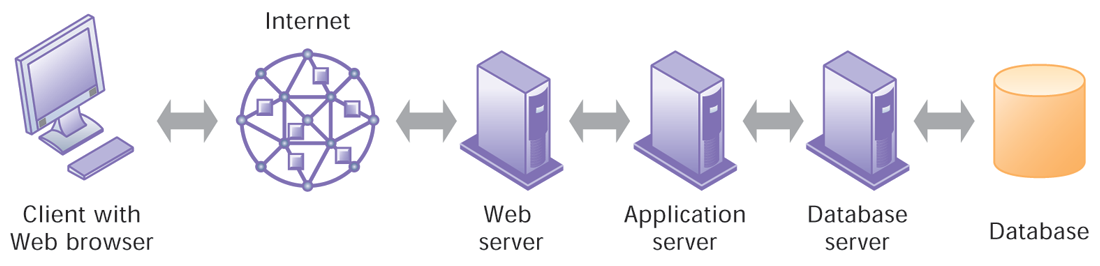 Internet
Client with
Web browser
Web
server
Application
server
Database
server
Database